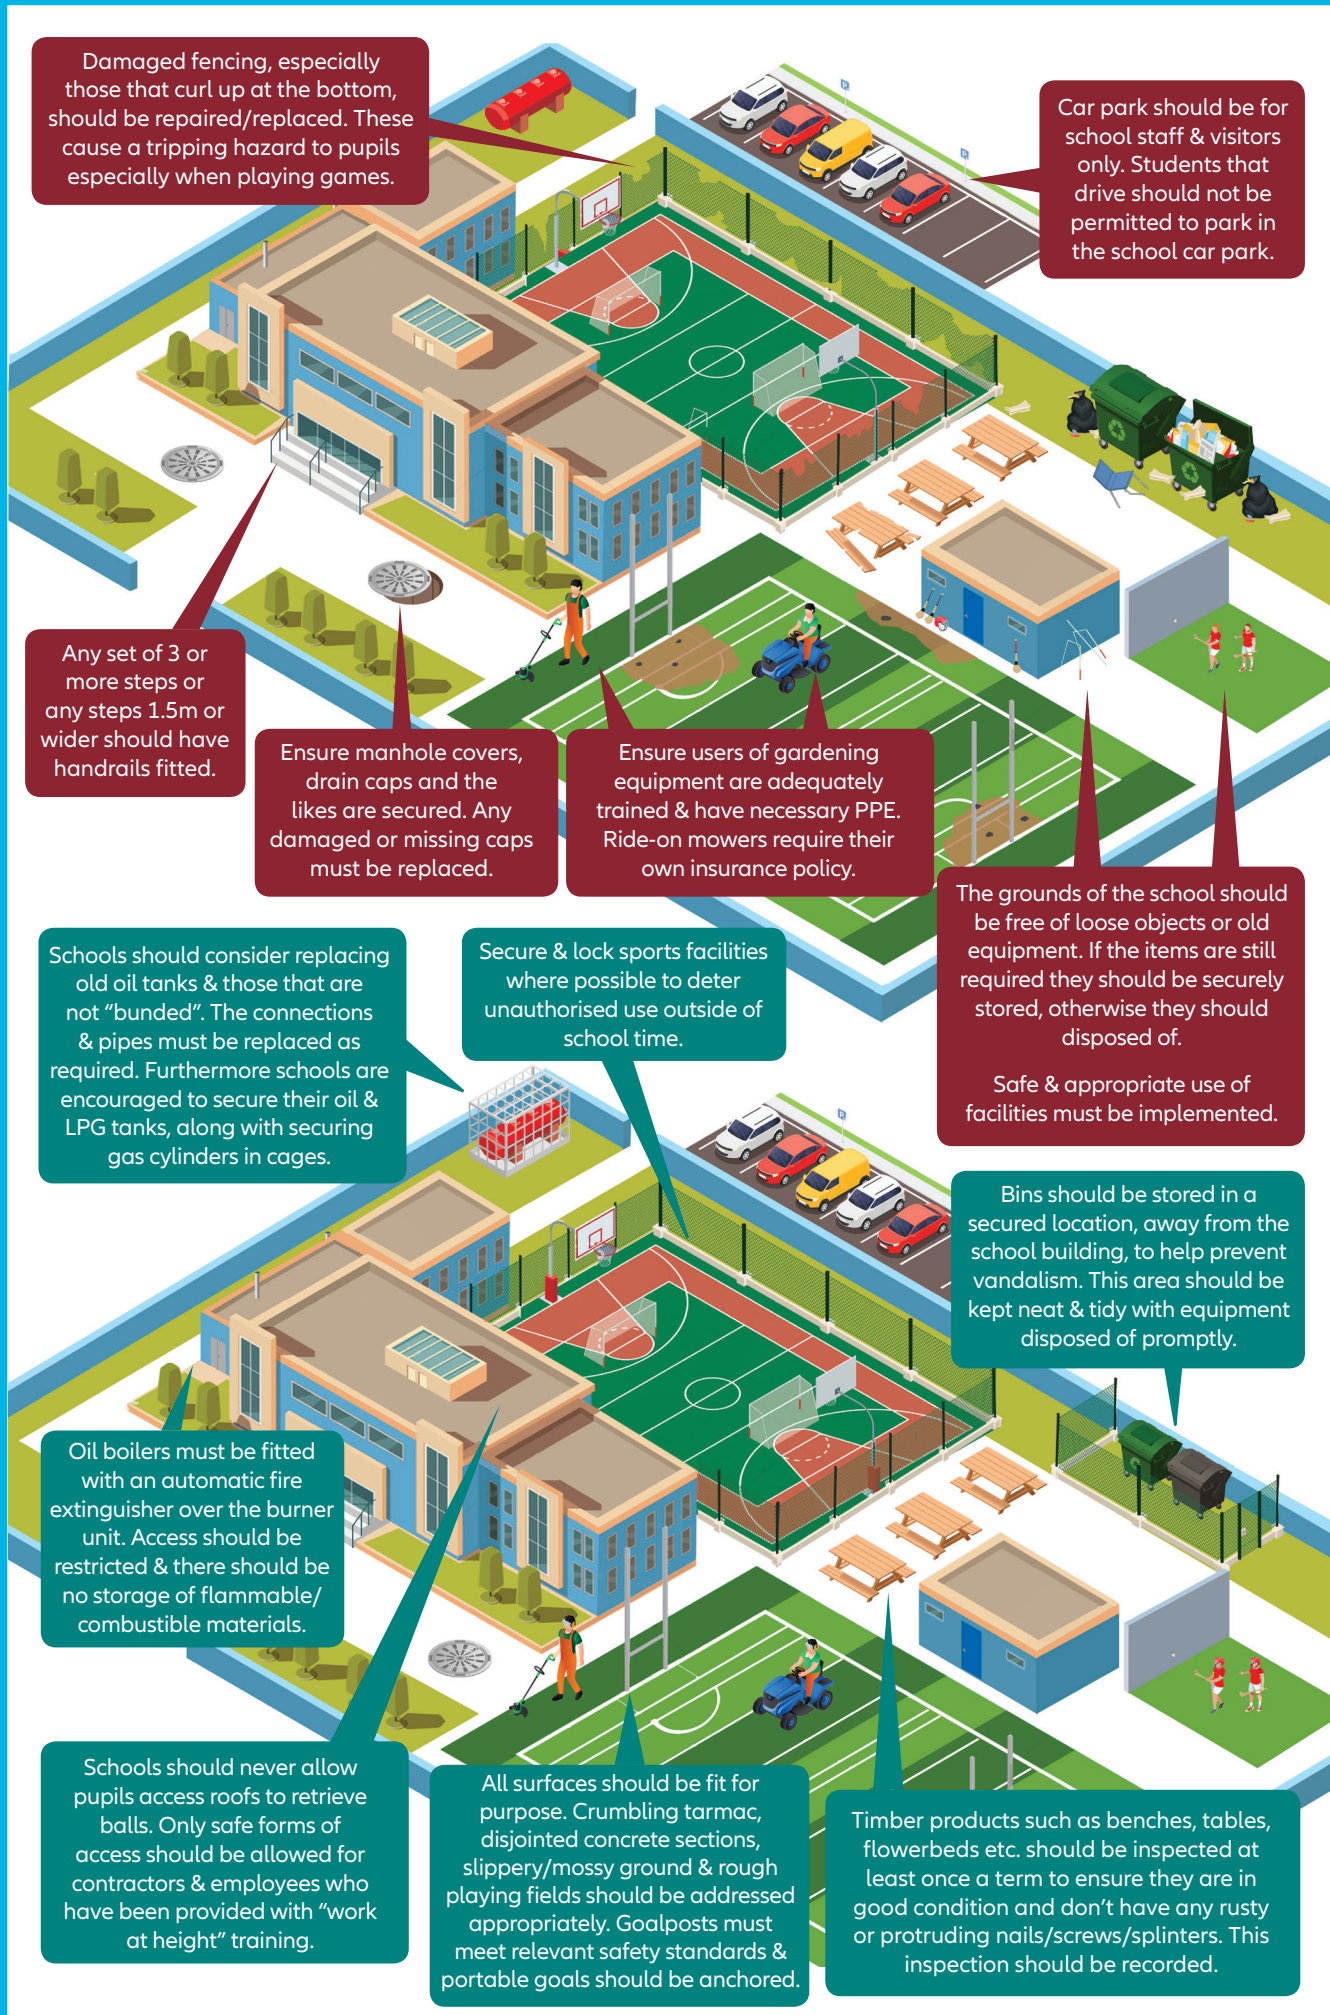 Damaged fencing, especially
those that curl up at the bottom,
should be repaired/replaced. These
cause a tripping hazard to pupils
especially when playing games.
Car park should be for
school staff & visitors
only. Students that
drive should not be
permitted to park in
the school car park.
Any set of 3 or
more steps or
any steps 1.5m or
wider should have
handrails fitted.
Ensure manhole covers,
drain caps and the
likes are secured. Any
damaged or missing caps
must be replaced.
Ensure users of gardening
equipment are adequately
trained & have necessary PPE.
Ride-on mowers require their
own insurance policy.
The grounds of the school should
be free of loose objects or old
equipment. If the items are still
required they should be securely
stored, otherwise they should
disposed of.
Safe & appropriate use of
facilities must be implemented.
Schools should consider replacing
old oil tanks & those that are
not “bunded”. The connections
& pipes must be replaced as
required. Furthermore schools are
encouraged to secure their oil &
LPG tanks, along with securing
gas cylinders in cages.
Secure & lock sports facilities
where possible to deter
unauthorised use outside of
school time.
Bins should be stored in a
secured location, away from the
school building, to help prevent
vandalism. This area should be
kept neat & tidy with equipment
disposed of promptly.
Oil boilers must be fitted
with an automatic fire
extinguisher over the burner
unit. Access should be
restricted & there should be
no storage of flammable/
combustible materials.
Schools should never allow
pupils access roofs to retrieve
balls. Only safe forms of
access should be allowed for
contractors & employees who
have been provided with “work
at height” training.
All surfaces should be fit for
purpose. Crumbling tarmac,
disjointed concrete sections,
slippery/mossy ground & rough
playing fields should be addressed
appropriately. Goalposts must
meet relevant safety standards &
portable goals should be anchored.
Timber products such as benches, tables,
flowerbeds etc. should be inspected at
least once a term to ensure they are in
good condition and don’t have any rusty
or protruding nails/screws/splinters. This
inspection should be recorded.